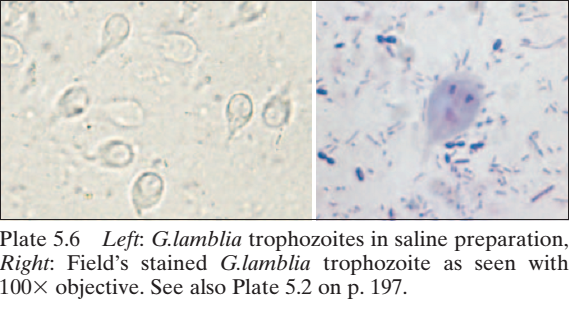 Plate 5.6 Left: G.lamblia trophozoites in saline preparation,
Right: Field's stained G.lamblia trophozoite as seen with
100× objective. See also Plate 5.2 on p. 197.